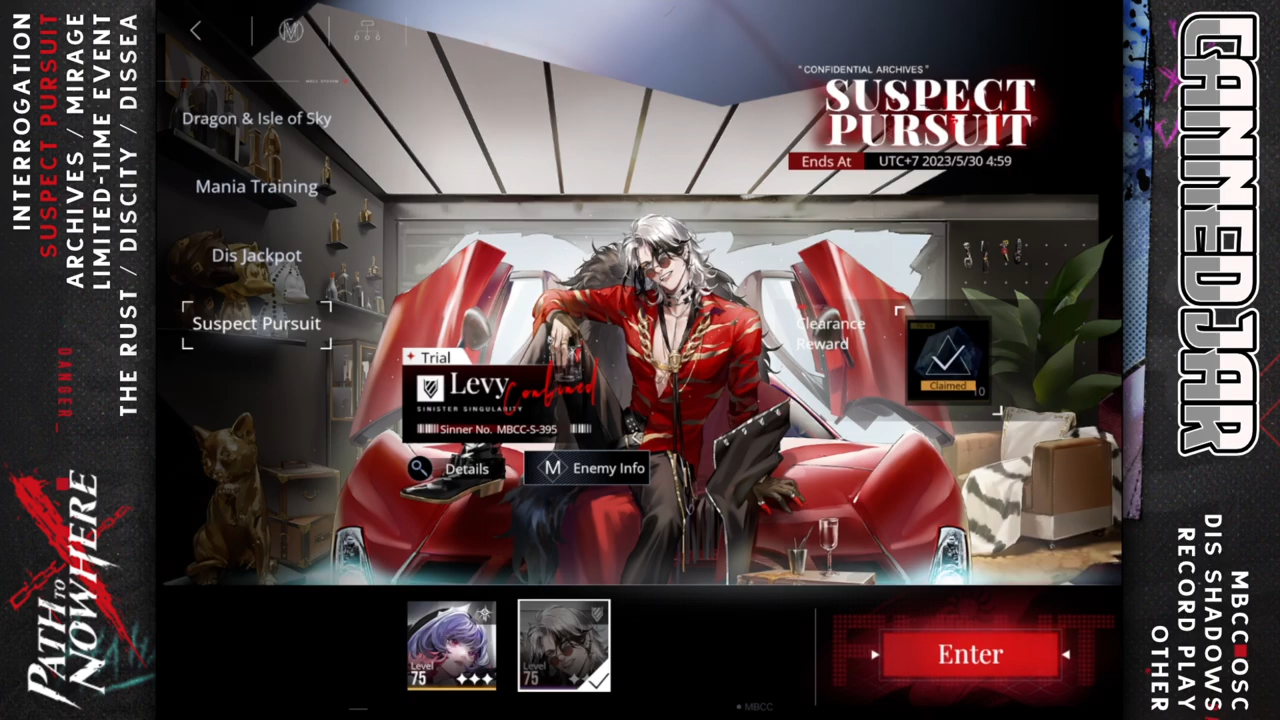 INTERROGATION
SUSPECT PURSUIT
ARCHIVES / MIRAGE
LIMITED-TIME EVENT
THE RUST / DISCITY / DISSEA
DANGER
PATH TO
NOWHERE
M
Dragon & Isle of Sky
Mania Training
Dis Jackpot
Suspect Pursuit
"CONFIDENTIAL ARCHIVES"
SUSPECT
PURSUIT
Ends At UTC+7 2023/5/30 4:59
Clearance
Reward
Claimed
10
Trial
Levy
Confined
SINISTER SINGULARITY
Sinner No. MBCC-S-395
Details
M Enemy Info
Level
75
Level
75
Enter
MBCC
CANNEDJAR
MBCC OSC
DIS SHADOWS
RECORD PLAY
OTHER